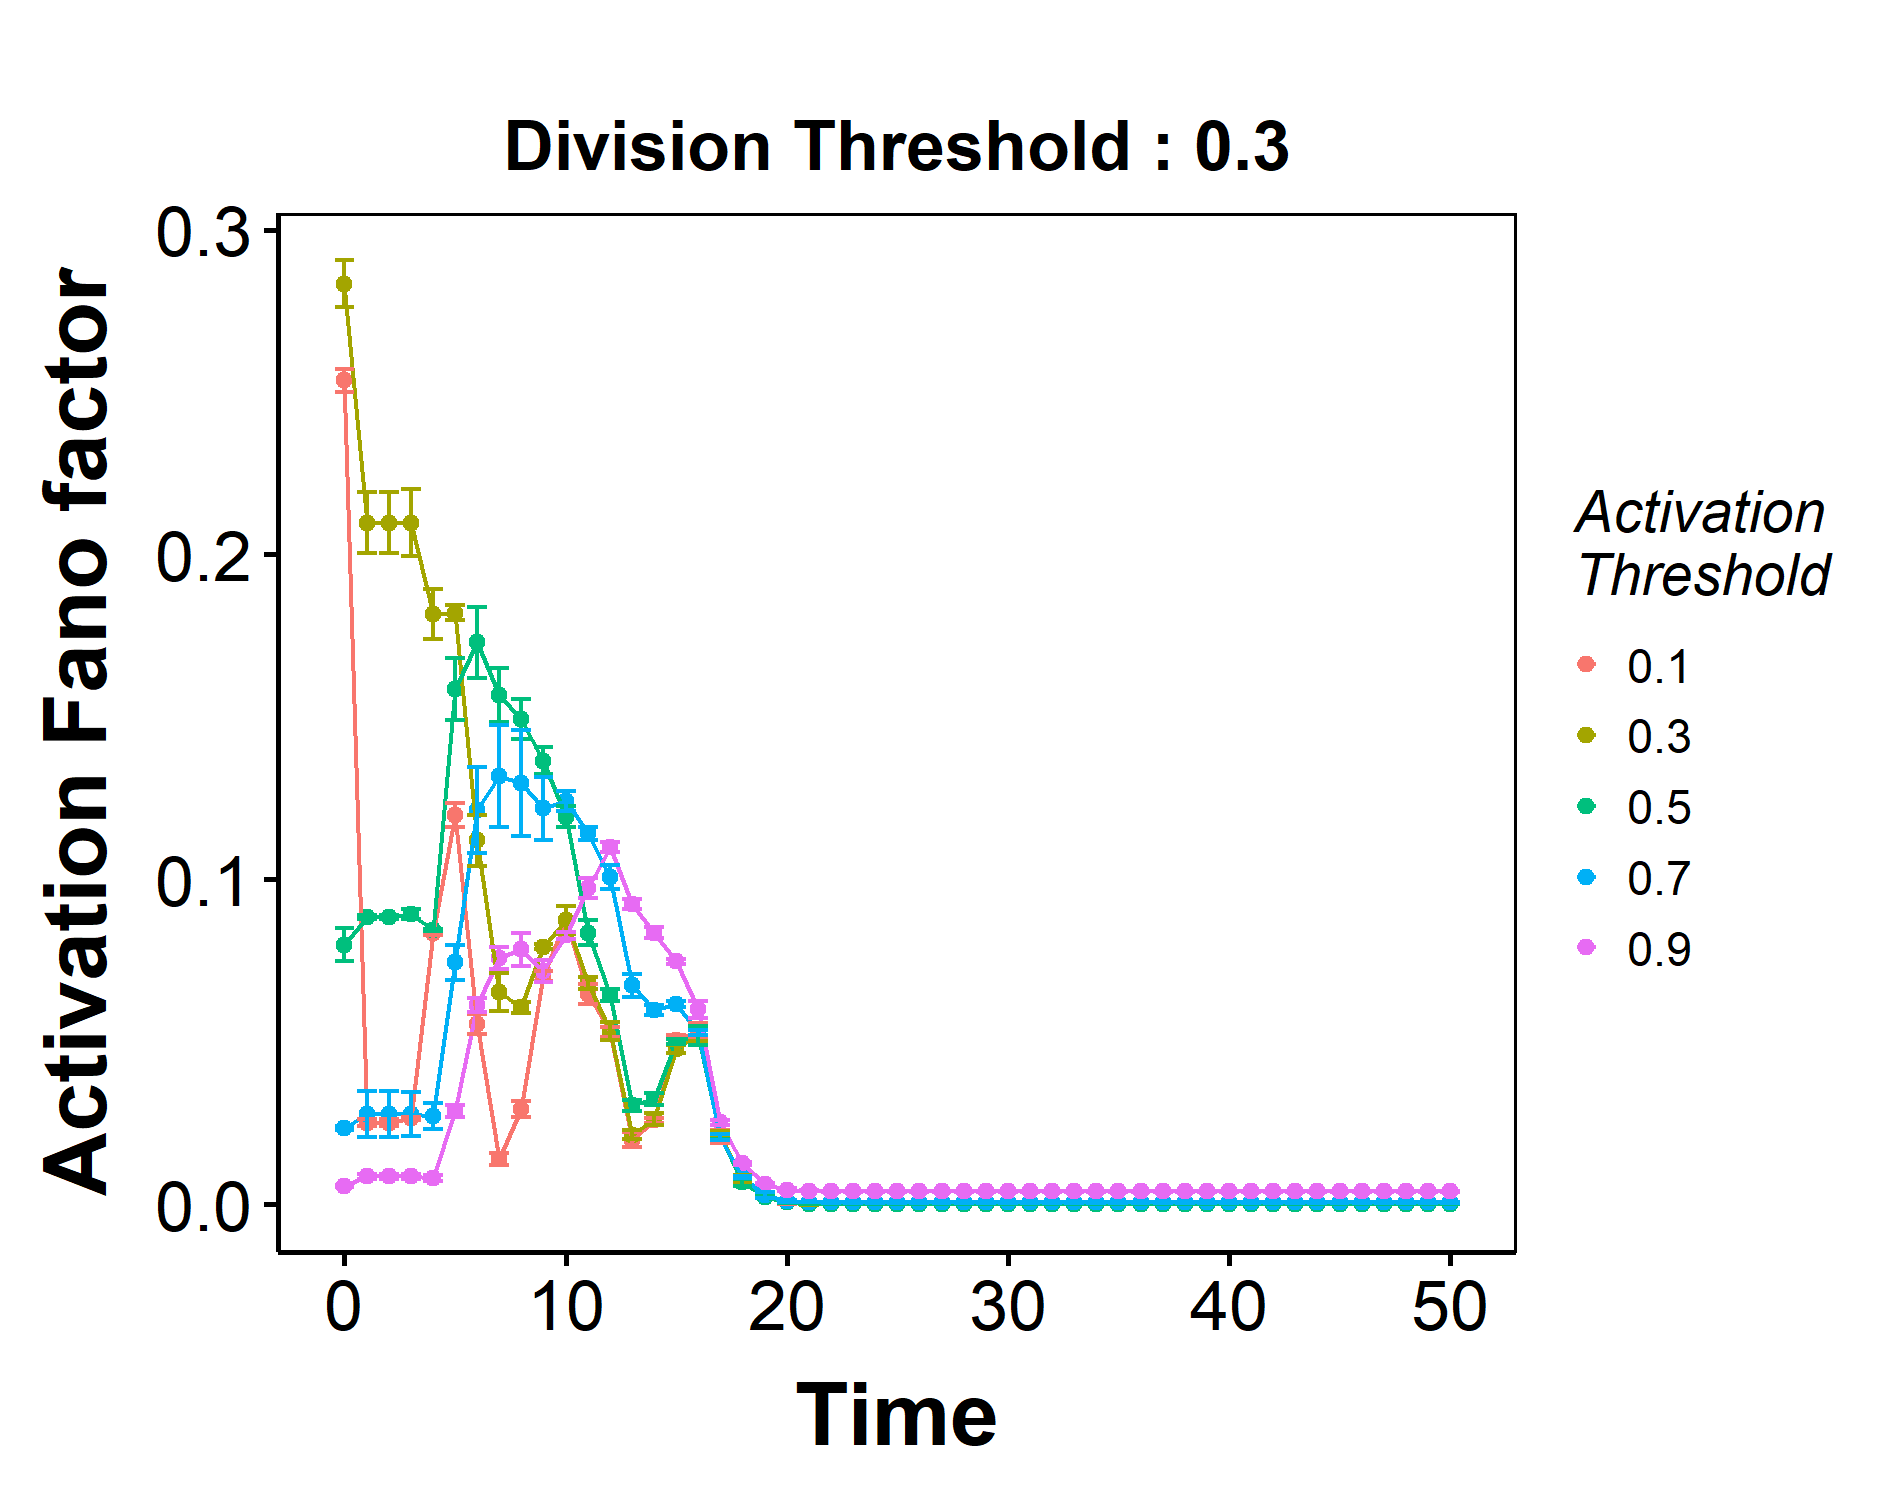 Division Threshold : 0.3
0.3
0.2
0.1
0.0
Activation Fano factor
0 10 20 30 40 50
Time
Activation
Threshold
0.1
0.3
0.5
0.7
0.9